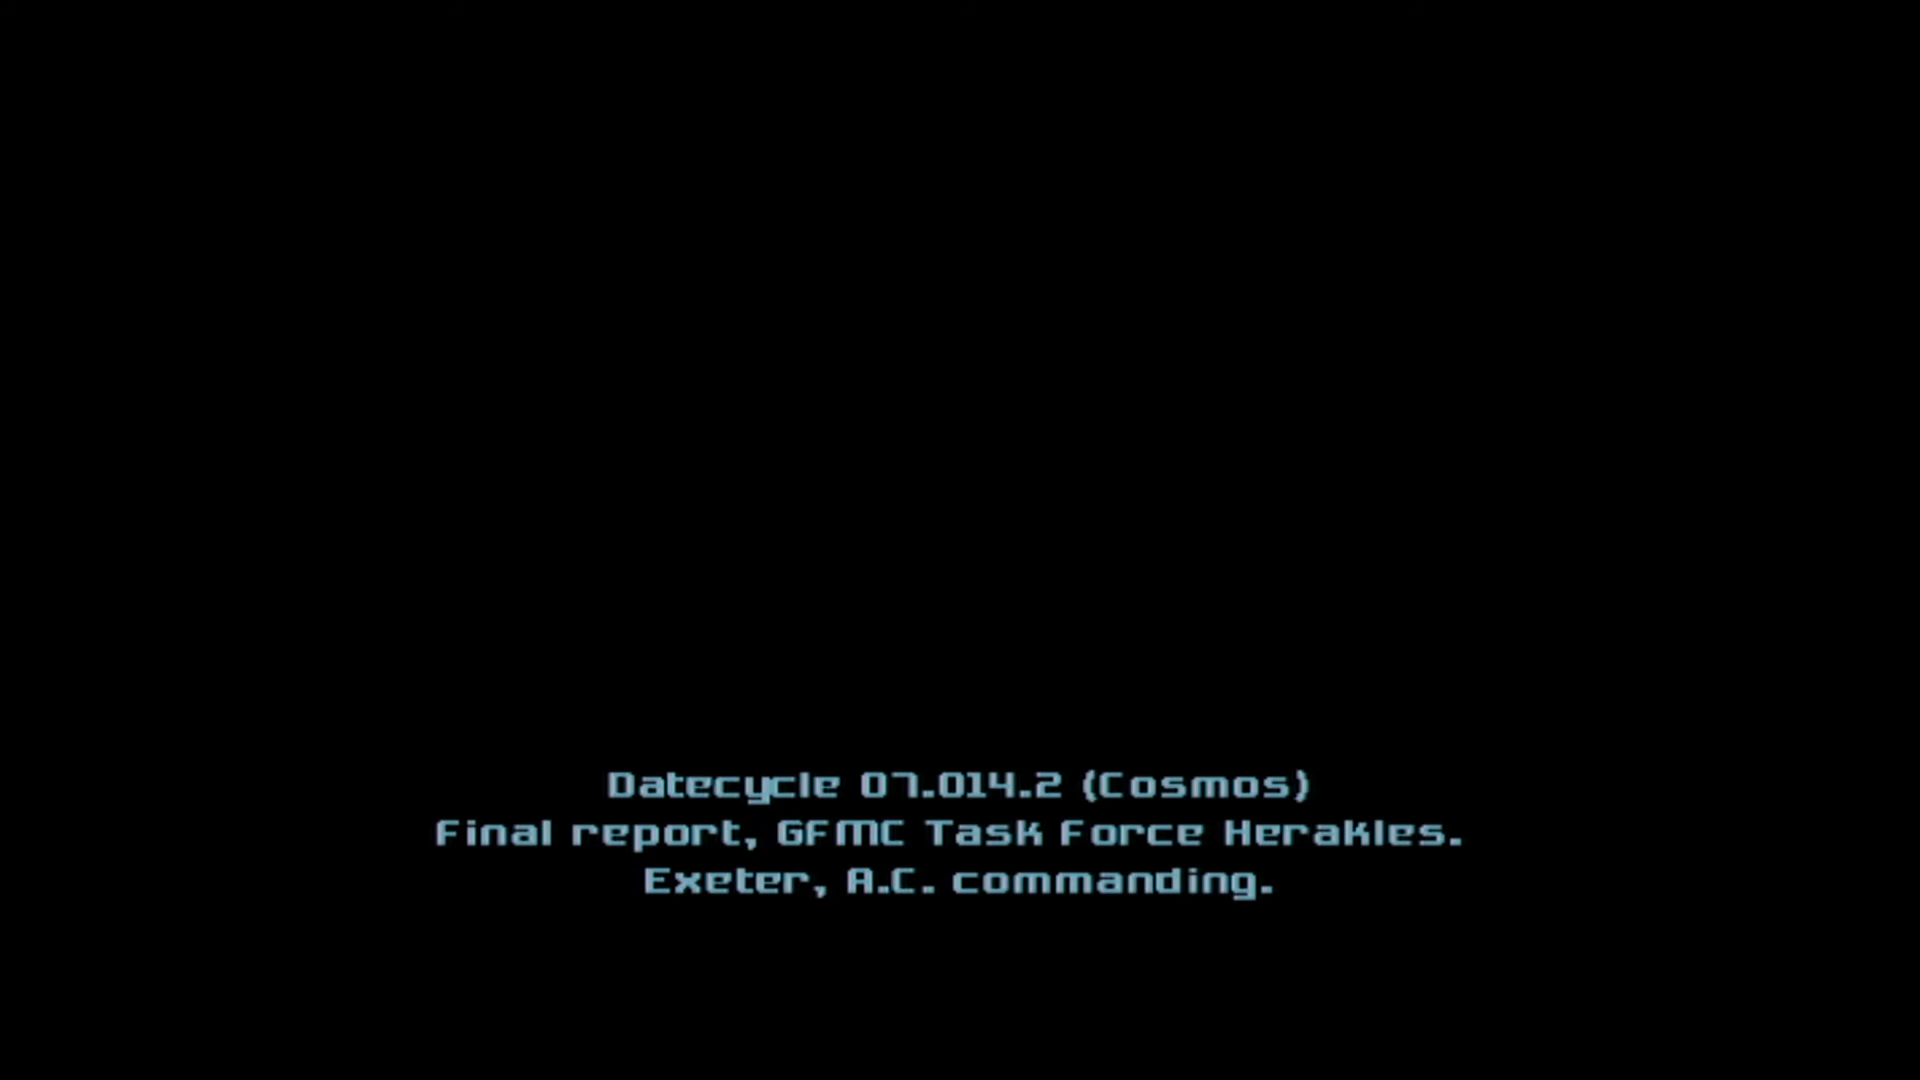 Datecycle 07.014.2 (Cosmos)
Final report, GFMC Task Force Herakles.
Exeter, A.C. commanding.